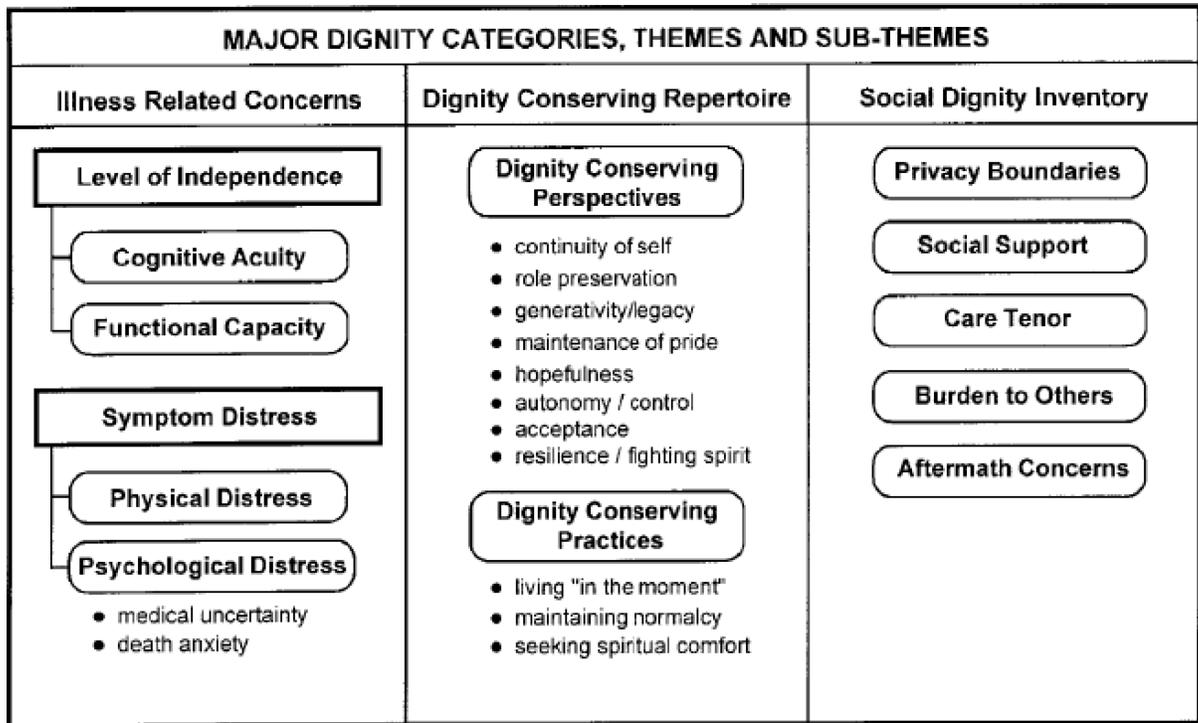 MAJOR DIGNITY CATEGORIES, THEMES AND SUB-THEMES
Illness Related Concerns
Level of Independence
Cognitive Acuity
Functional Capacity
Symptom Distress
Physical Distress
Psychological Distress
• medical uncertainty
• death anxiety
Dignity Conserving Repertoire
Dignity Conserving
Perspectives
• continuity of self
• role preservation
• generativity/legacy
• maintenance of pride
• hopefulness
• autonomy / control
• acceptance
• resilience / fighting spirit
Dignity Conserving
Practices
• living "in the moment"
• maintaining normalcy
• seeking spiritual comfort
Social Dignity Inventory
Privacy Boundaries
Social Support
Care Tenor
Burden to Others
Aftermath Concerns